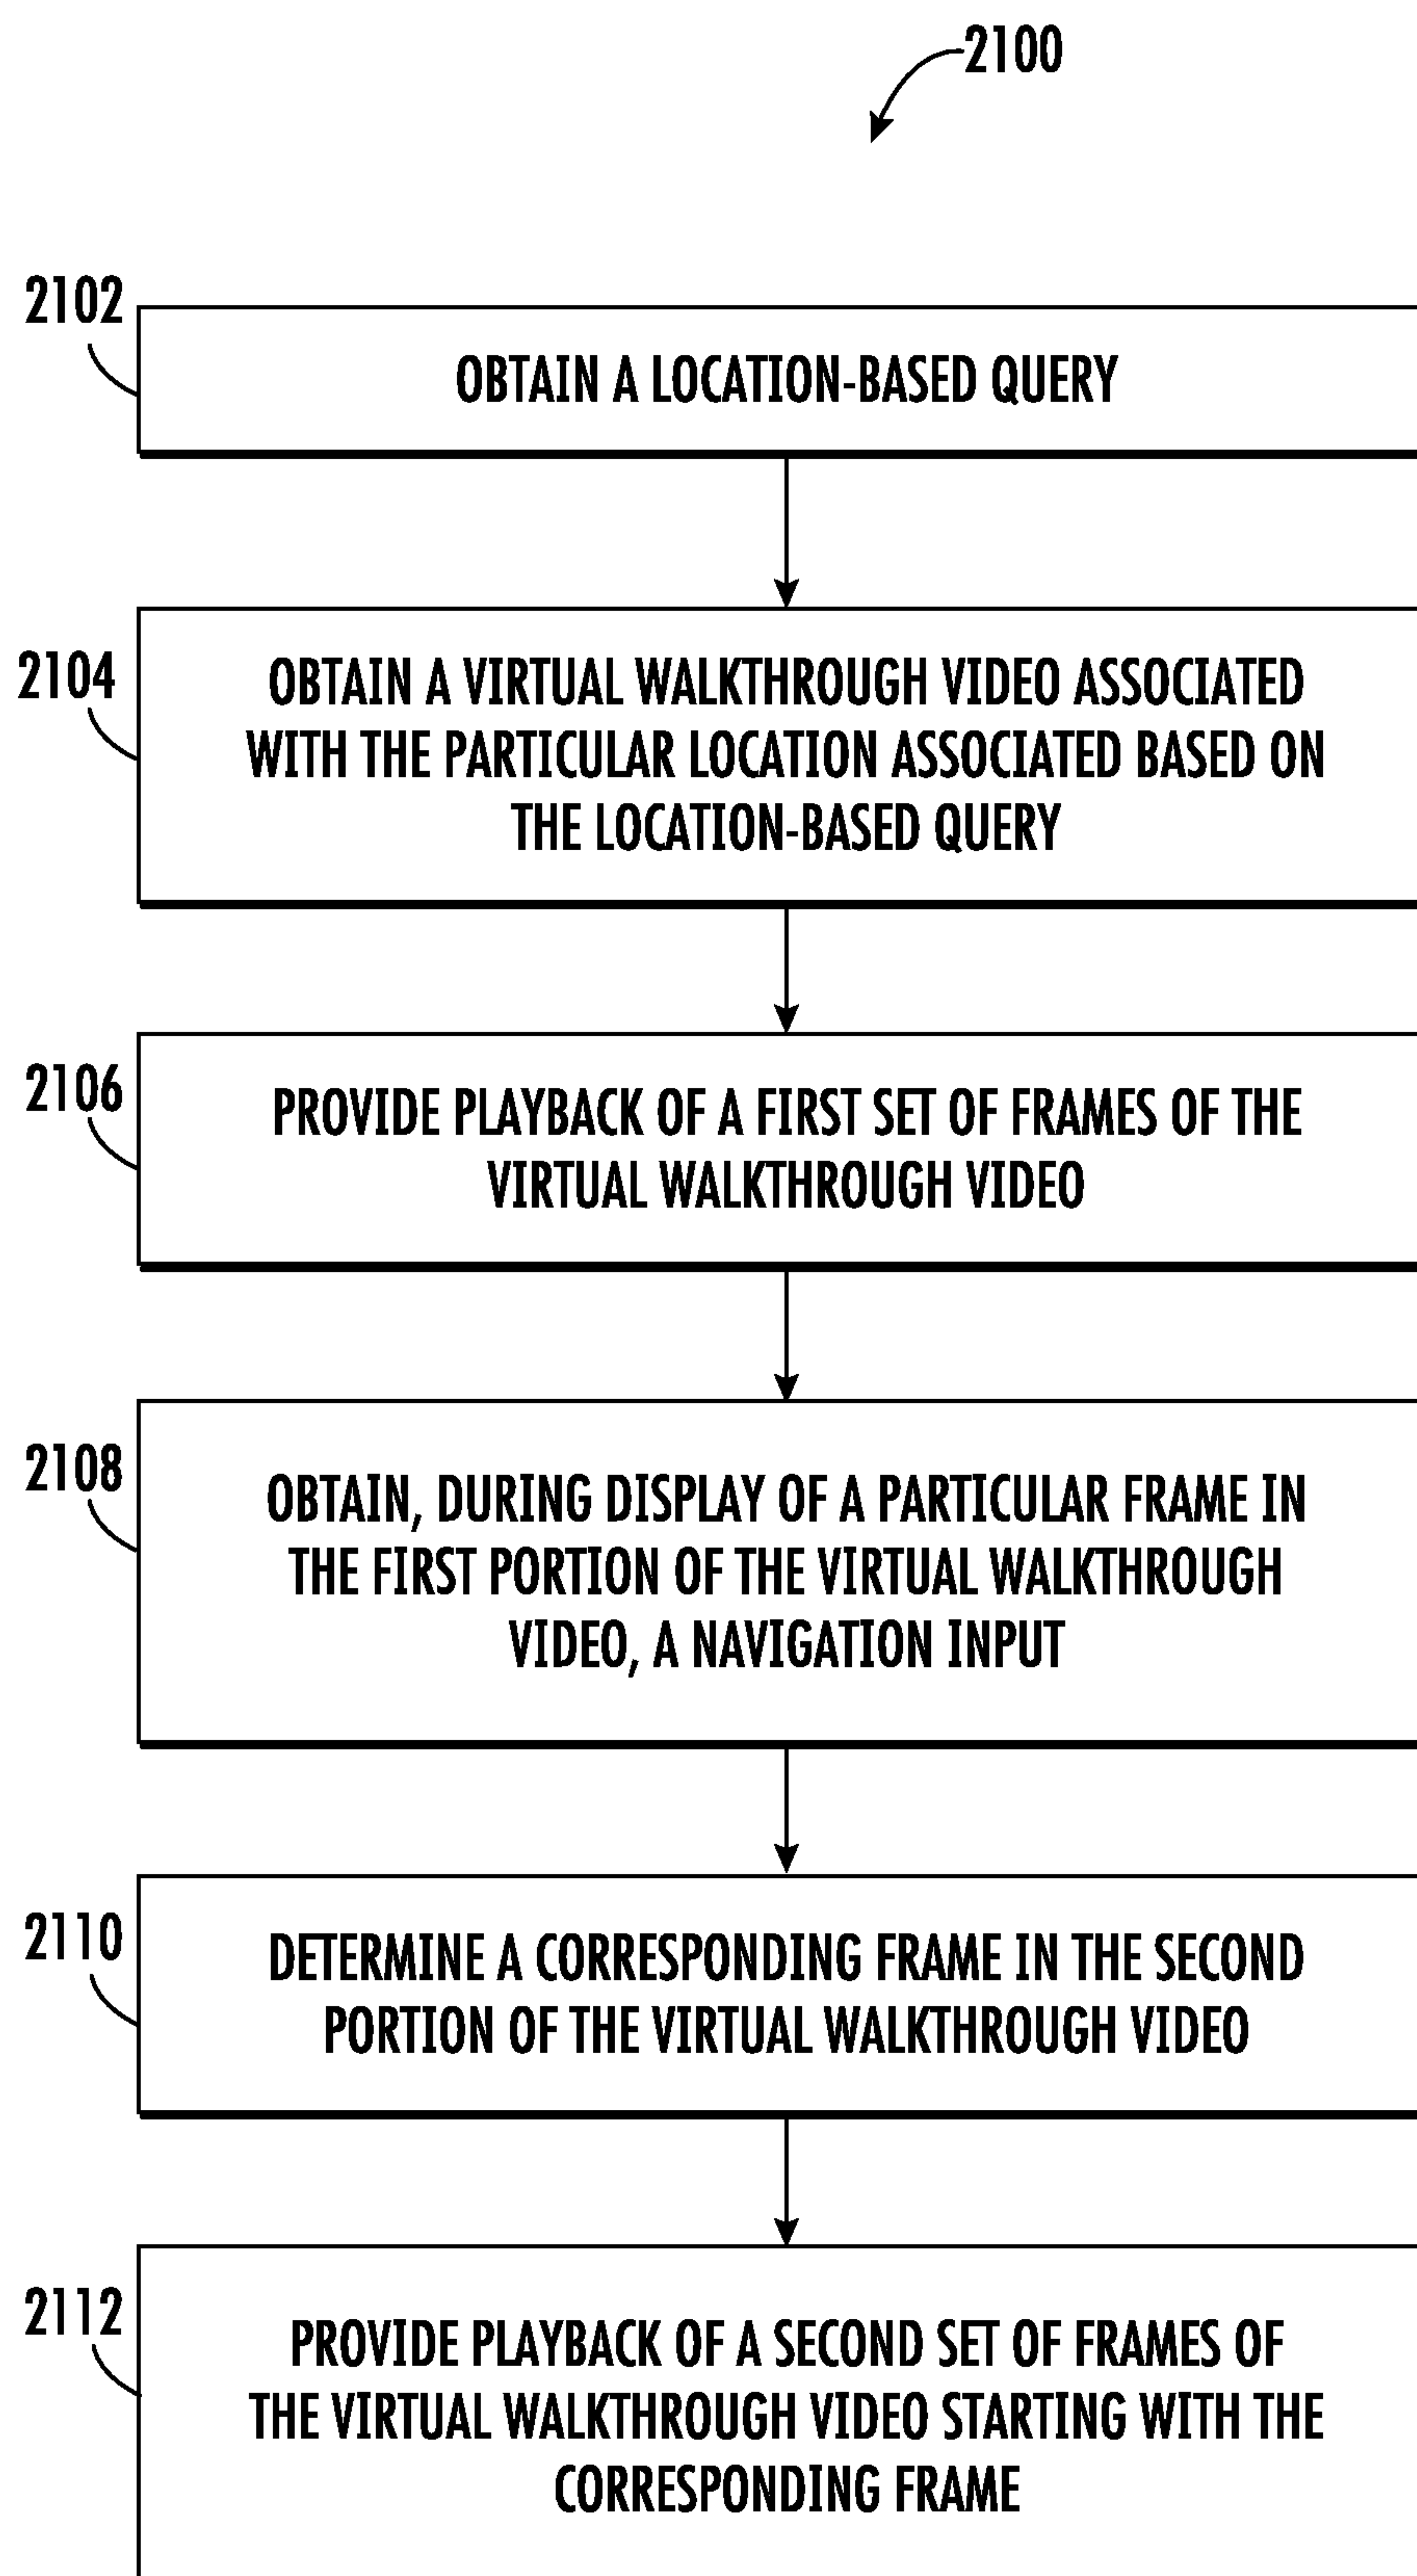 2100
2102
OBTAIN A LOCATION-BASED QUERY
2104
OBTAIN A VIRTUAL WALKTHROUGH VIDEO ASSOCIATED
WITH THE PARTICULAR LOCATION ASSOCIATED BASED ON
THE LOCATION-BASED QUERY
2106
PROVIDE PLAYBACK OF A FIRST SET OF FRAMES OF THE
VIRTUAL WALKTHROUGH VIDEO
2108
OBTAIN, DURING DISPLAY OF A PARTICULAR FRAME IN
THE FIRST PORTION OF THE VIRTUAL WALKTHROUGH
VIDEO, A NAVIGATION INPUT
2110
DETERMINE A CORRESPONDING FRAME IN THE SECOND
PORTION OF THE VIRTUAL WALKTHROUGH VIDEO
2112
PROVIDE PLAYBACK OF A SECOND SET OF FRAMES OF
THE VIRTUAL WALKTHROUGH VIDEO STARTING WITH THE
CORRESPONDING FRAME